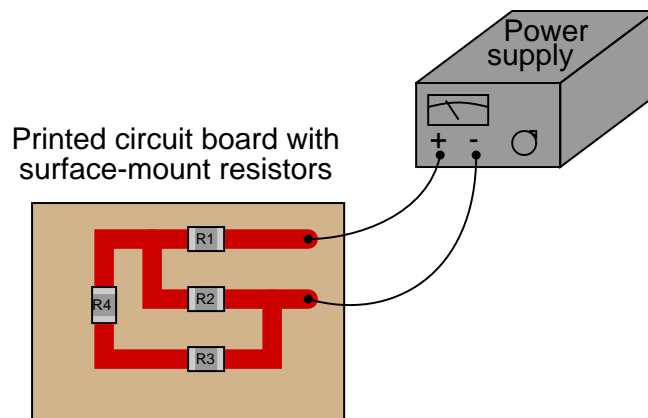 Power
supply
+ -
Printed circuit board with
surface-mount resistors
R1
R2
R4
R3